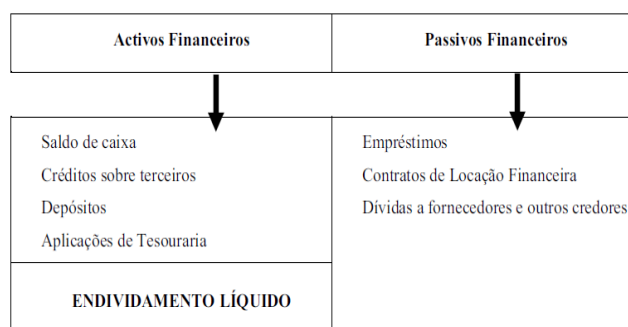 Activos Financeiros
Passivos Financeiros
Saldo de caixa
Créditos sobre terceiros
Depósitos
Aplicações de Tesouraria
ENDIVIDAMENTO LÍQUIDO
Empréstimos
Contratos de Locação Financeira
Dívidas a fornecedores e outros credores